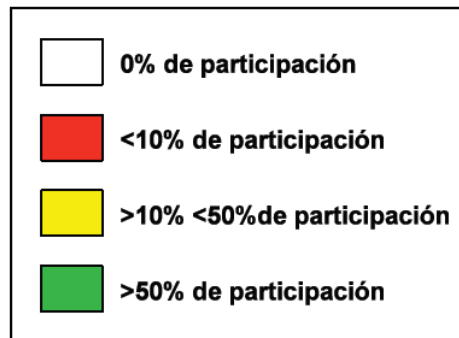 0% de participación
<10% de participación
>10% <50%de participación
>50% de participación